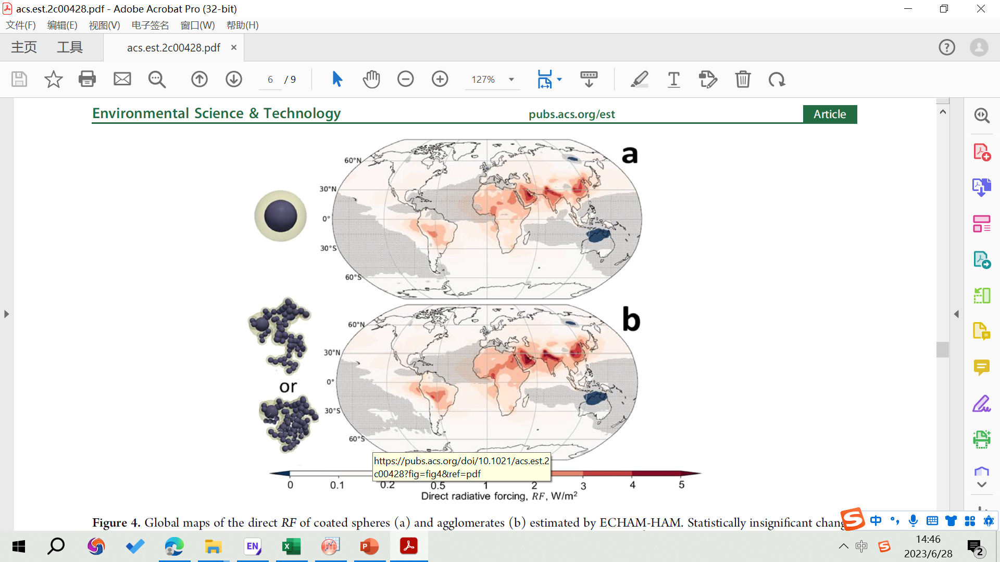 acs.est.2c00428.pdf - Adobe Acrobat Pro (32-bit)
文件(F) 编辑(E) 视图(V) 电子签名 窗口(W) 帮助(H)
主页 工具 acs.est.2c00428.pdf ×
6 / 9 127%
Environmental Science & Technology pubs.acs.org/est Article
a
60°N
30°N
0°
30°S
60°S
b
60°N
30°N
or
0°
30°S
60°S
https://pubs.acs.org/doi/10.1021/acs.est.2
c00428?fig=fig4&ref=pdf
0 0.1 0.2 0.5 1 2 3 4 5
Direct radiative forcing, RF, W/m²
Figure 4. Global maps of the direct RF of coated spheres (a) and agglomerates (b) estimated by ECHAM-HAM. Statistically insignificant chang
中
EN
中
14:46
2023/6/28
2